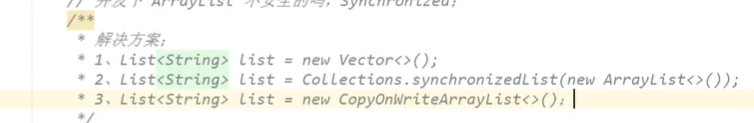 // 并发下 ArrayList 不安全的吗，Synchronized；
/**
* 解决方案；
* 1、List<String> list = new Vector<>();
* 2、List<String> list = Collections.synchronizedList(new ArrayList<>());
* 3、List<String> list = new CopyOnWriteArrayList<>()；
*/